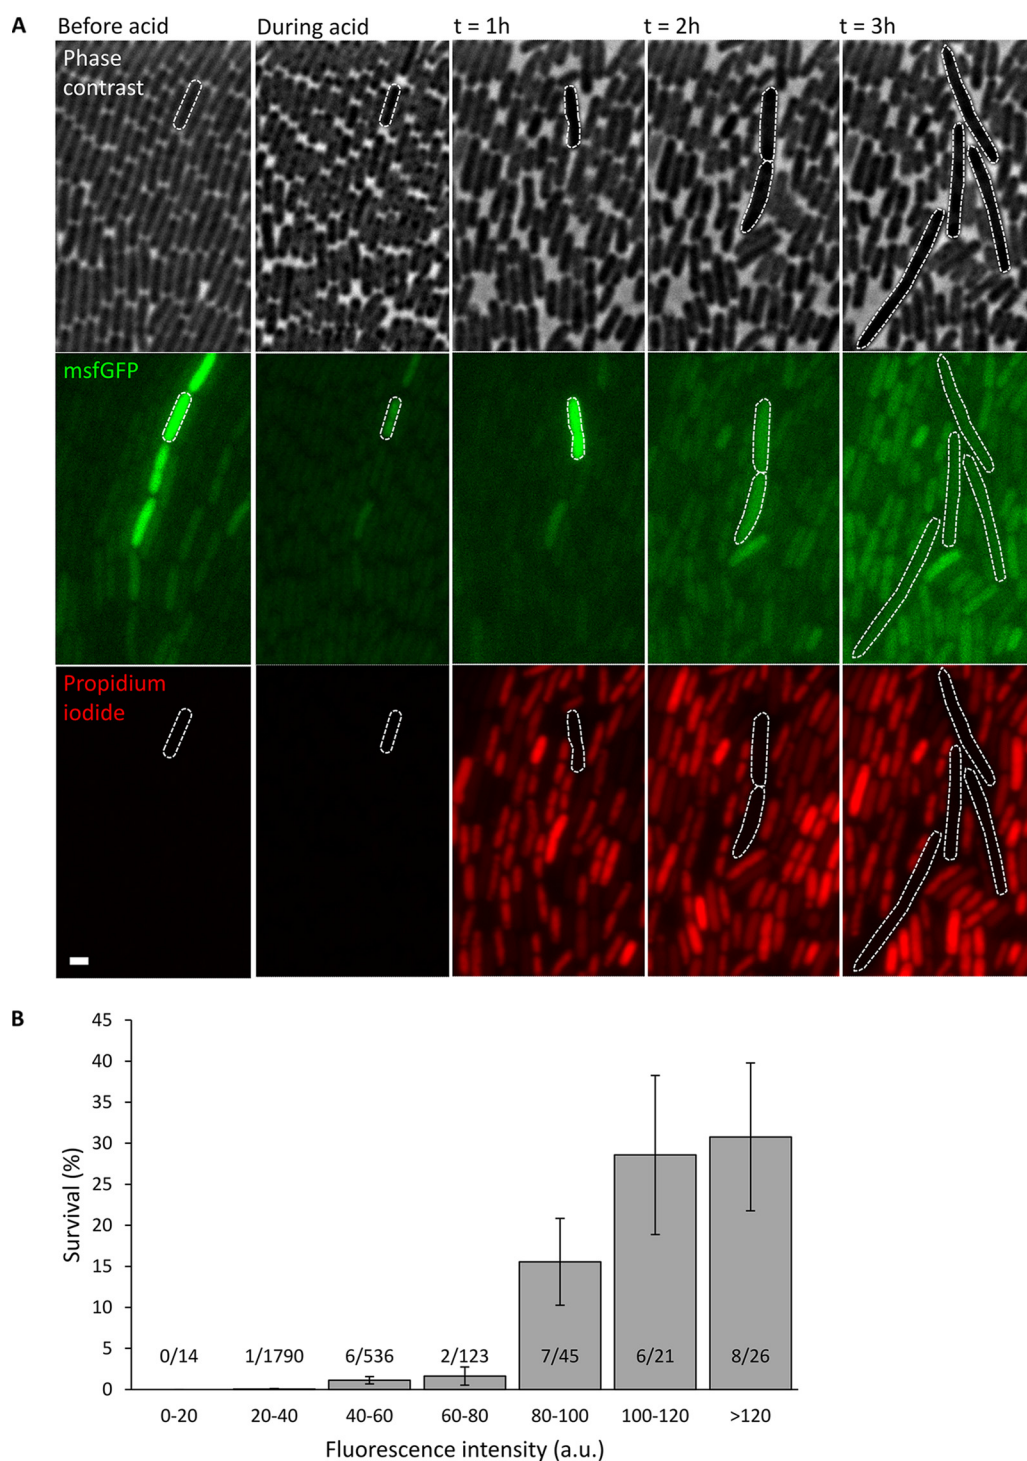 A
Before acid
During acid
t = 1h
t = 2h
t = 3h
Phase
contrast
msfGFP
Propidium
iodide
B
45
40
35
30
25
20
15
10
5
0
Survival (%)
0/14
1/1790
6/536
2/123
7/45
6/21
8/26
0-20
20-40
40-60
60-80
80-100
100-120
>120
Fluorescence intensity (a.u.)